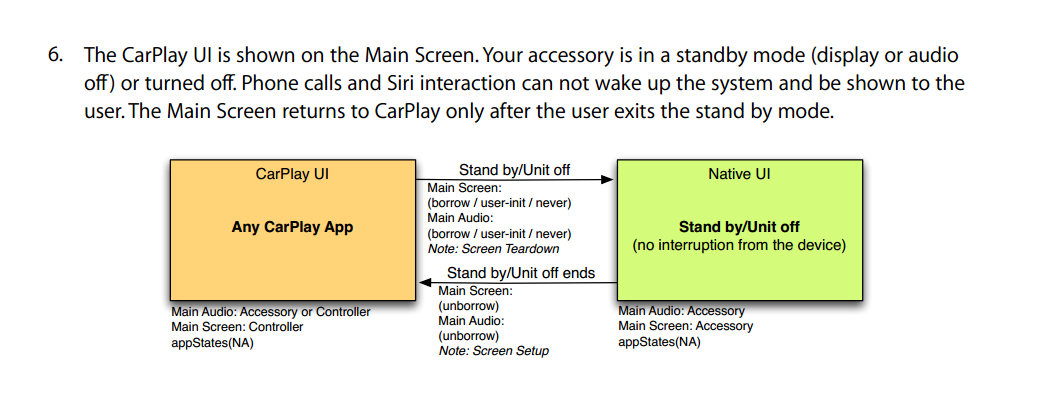 6. The CarPlay UI is shown on the Main Screen. Your accessory is in a standby mode (display or audio
off) or turned off. Phone calls and Siri interaction can not wake up the system and be shown to the
user. The Main Screen returns to CarPlay only after the user exits the stand by mode.
CarPlay UI
Any CarPlay App
Main Audio: Accessory or Controller
Main Screen: Controller
appStates(NA)
Stand by/Unit off
Main Screen:
(borrow / user-init / never)
Main Audio:
(borrow / user-init / never)
Note: Screen Teardown
Stand by/Unit off ends
Main Screen:
(unborrow)
Main Audio:
(unborrow)
Note: Screen Setup
Native UI
Stand by/Unit off
(no interruption from the device)
Main Audio: Accessory
Main Screen: Accessory
appStates(NA)